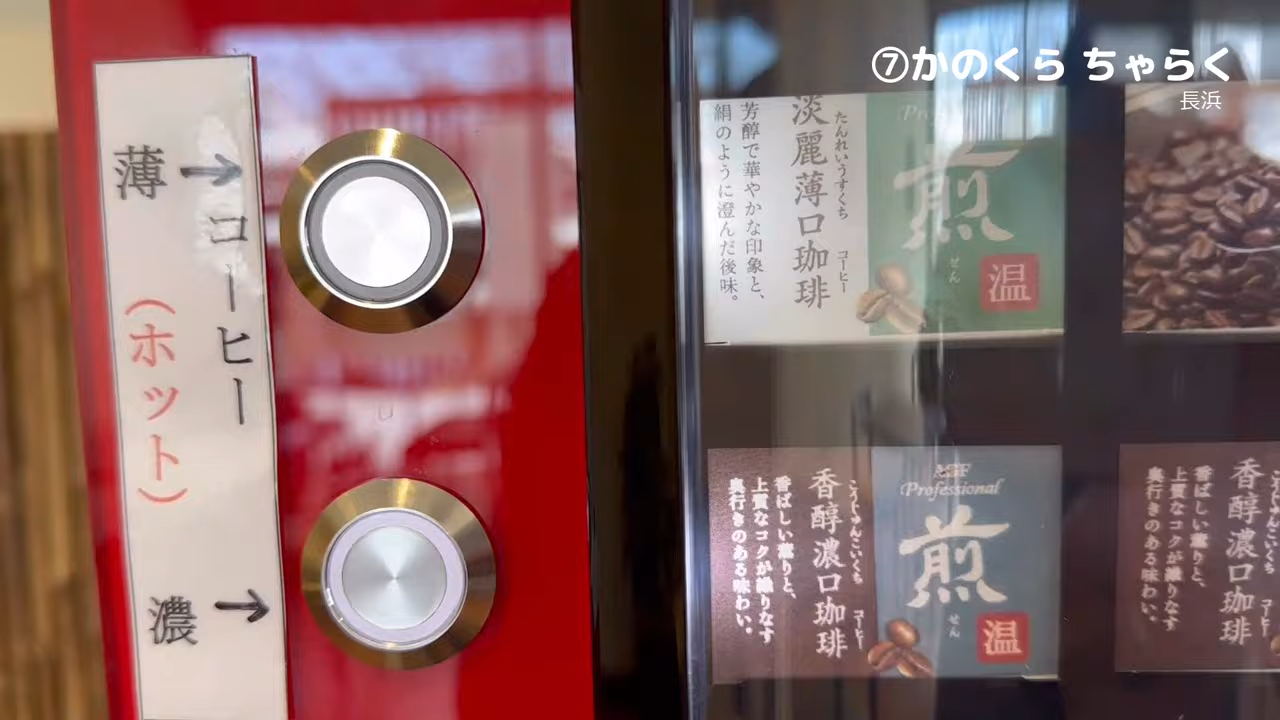 ⑦かのくら ちゃらく
長浜
薄→
コーヒー
（ホット）
濃→
たんれいうすくち コーヒー
淡麗薄口珈琲
芳醇で華やかな印象と、
絹のように澄んだ後味。
煎
せん
温
AGF
Professional
煎
せん
温
こうじゅんこいくち コーヒー
香醇濃口珈琲
香ばしい薫りと、
上質なコクが織りなす
奥行きのある味わい。
香醇濃口珈琲
香ばしい薫りと、
上質なコクが織りなす
奥行きのある味わい。